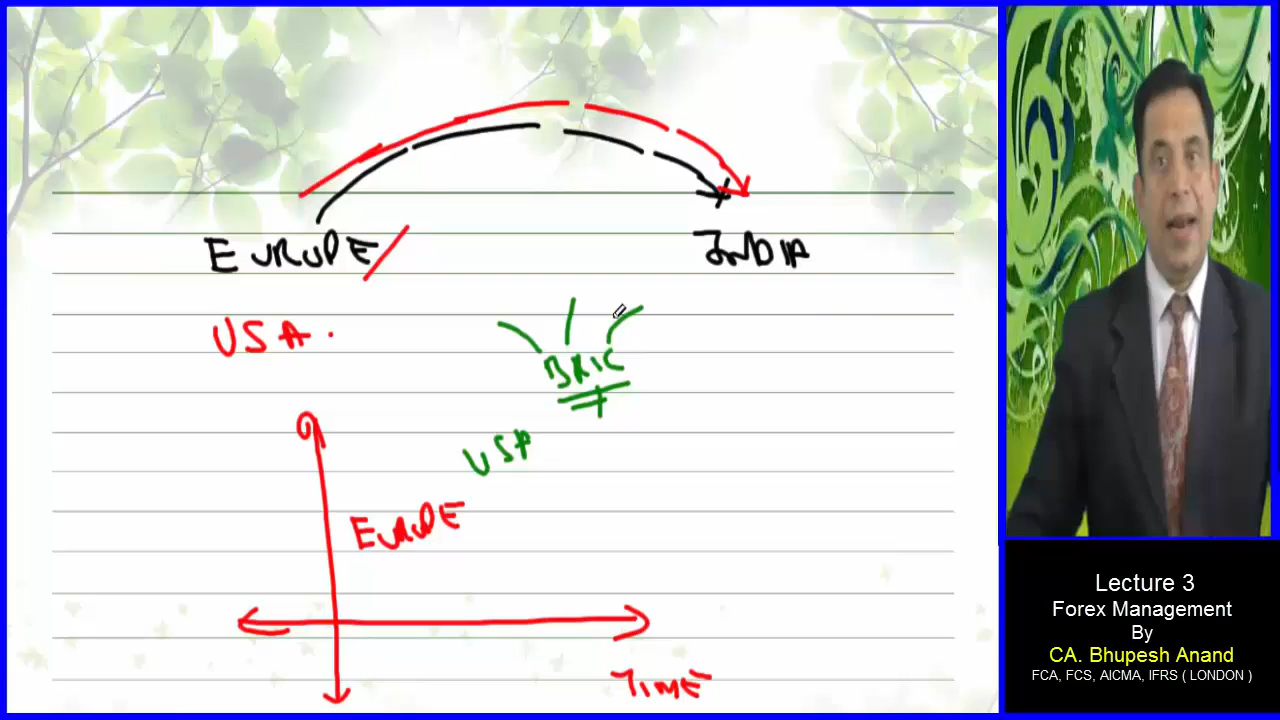 EUROPE
INDIA
USA.
BRIC
USA
EUROPE
TIME
Lecture 3
Forex Management
By
CA. Bhupesh Anand
FCA, FCS, AICMA, IFRS ( LONDON )